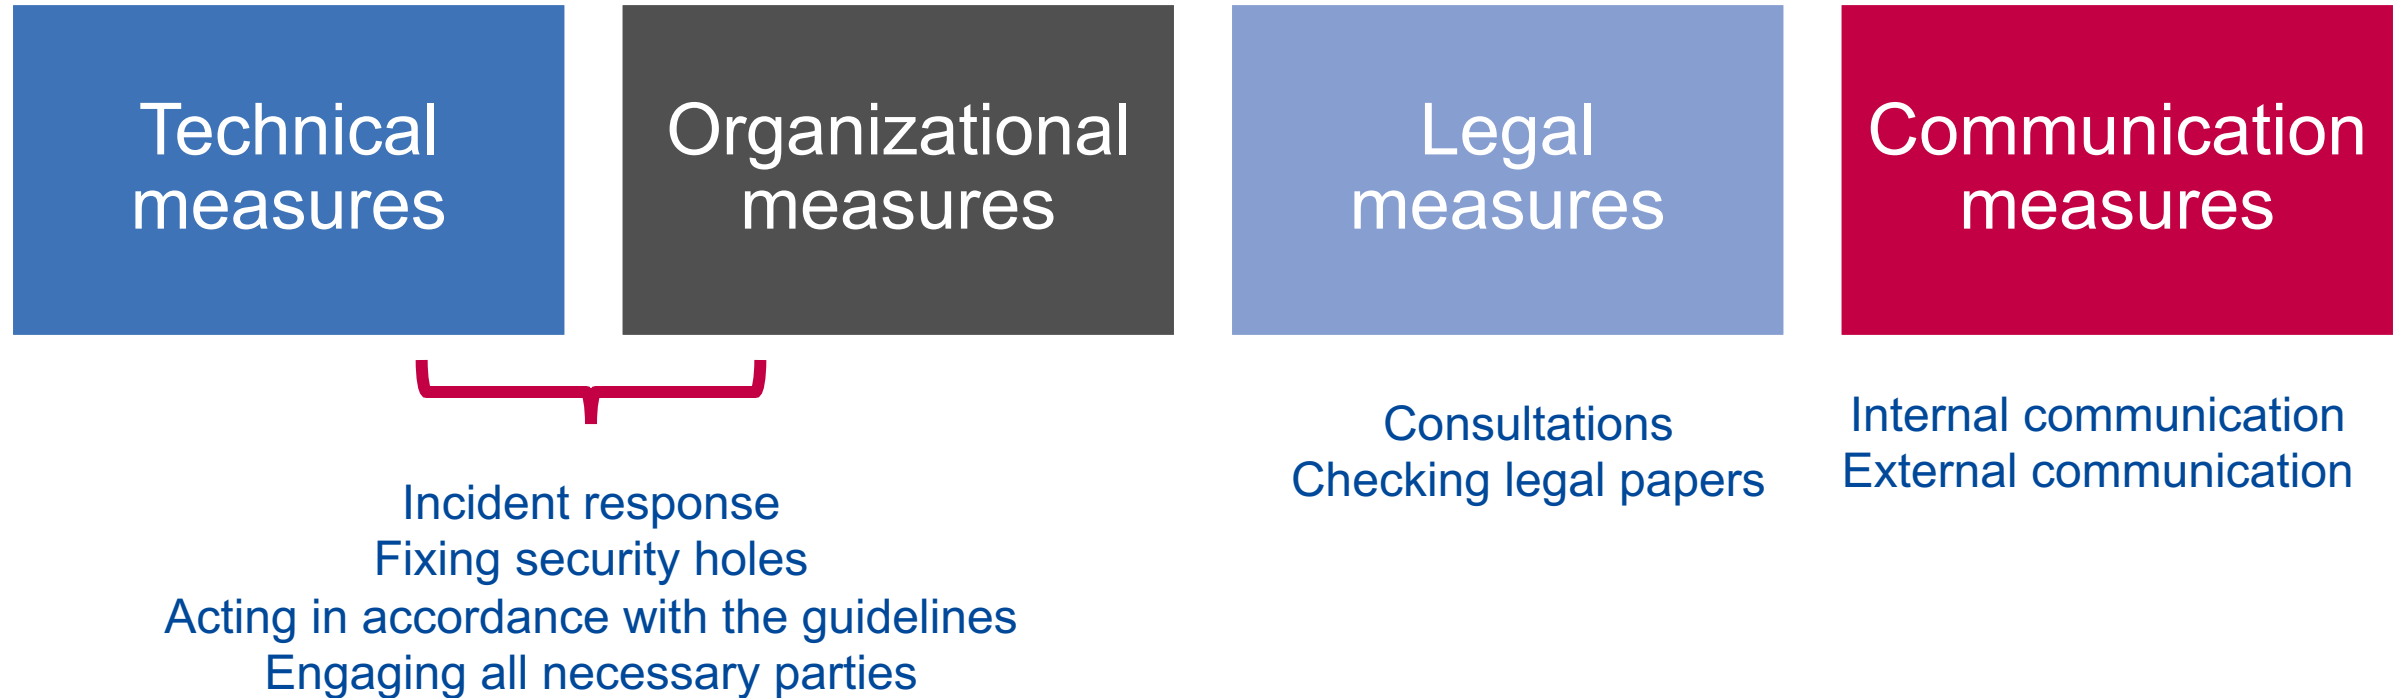 Technical
measures
Organizational
measures
Legal
measures
Communication
measures
Incident response
Fixing security holes
Acting in accordance with the guidelines
Engaging all necessary parties
Consultations
Checking legal papers
Internal communication
External communication